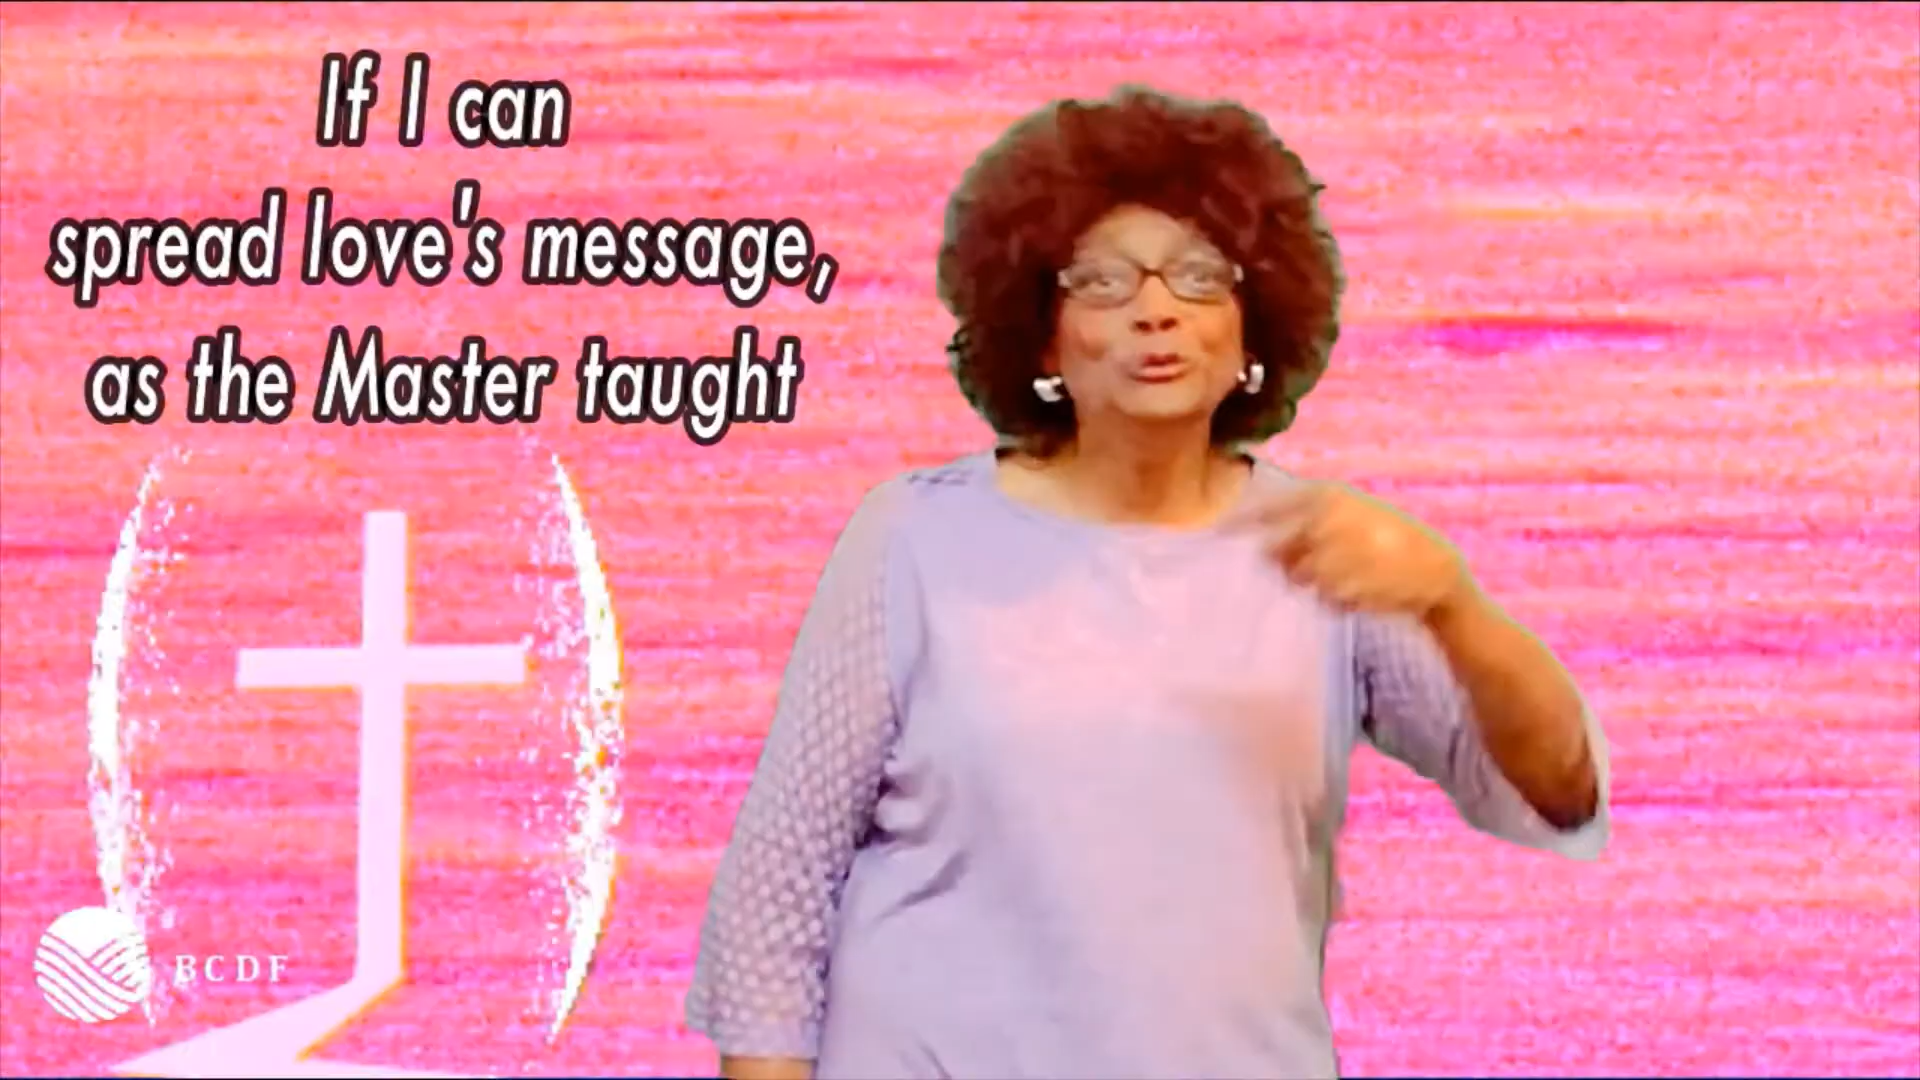 If I can
spread love's message,
as the Master taught
BCDF